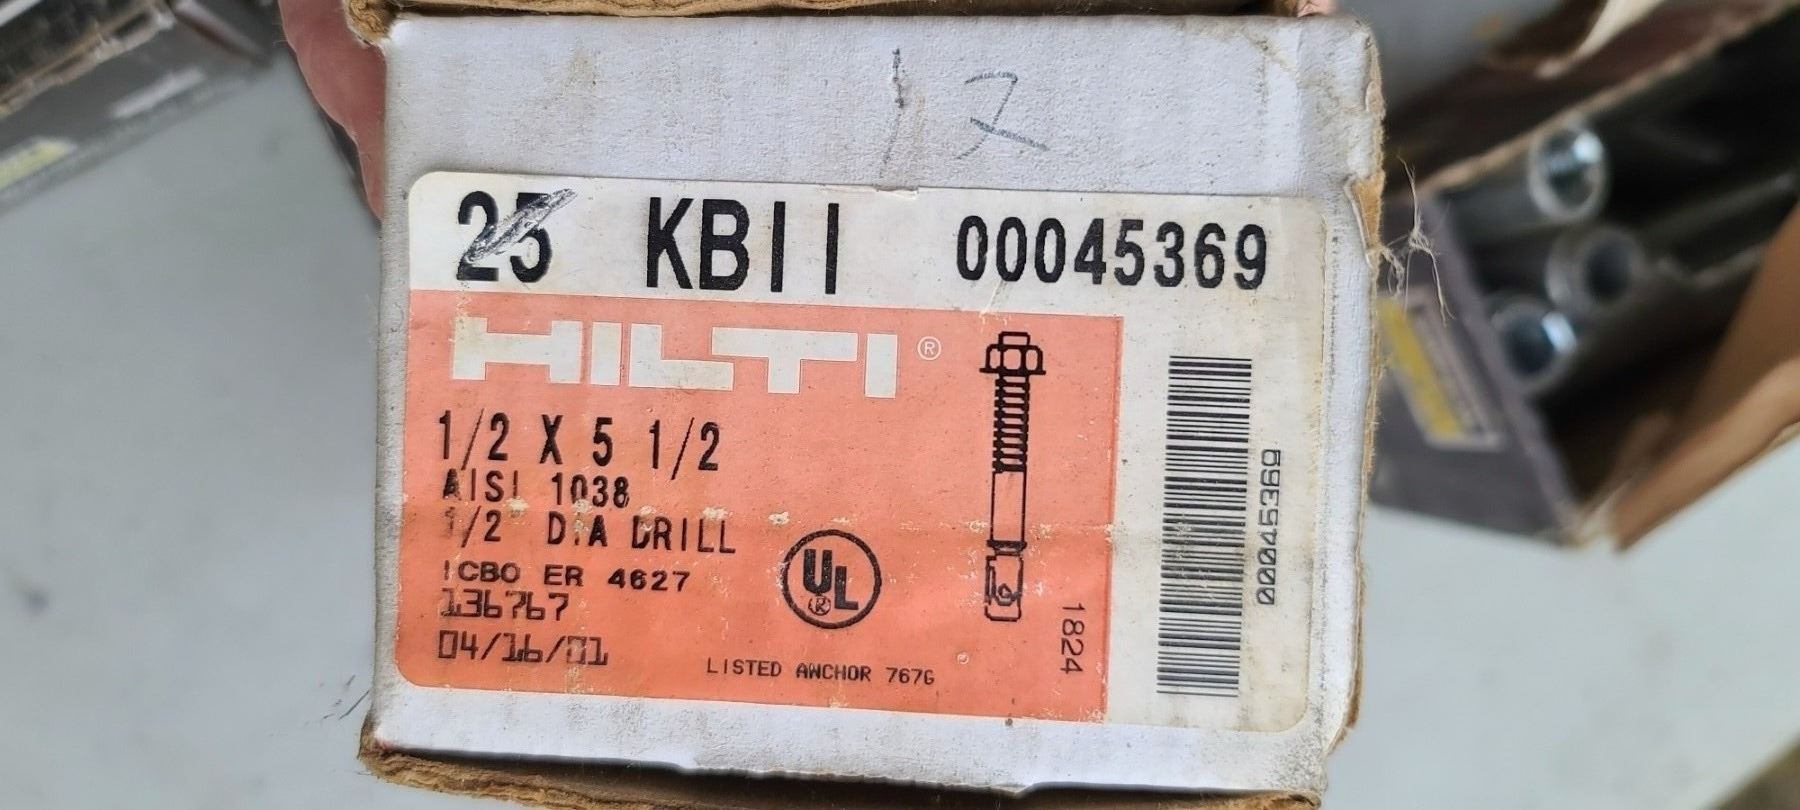 12
25 KBII 00045369
HILTI®
1/2 X 5 1/2
AISI 1038
1/2" DIA DRILL
ICBO ER 4627
136767
04/16/01
UL®
LISTED ANCHOR 767G
1824
00045369